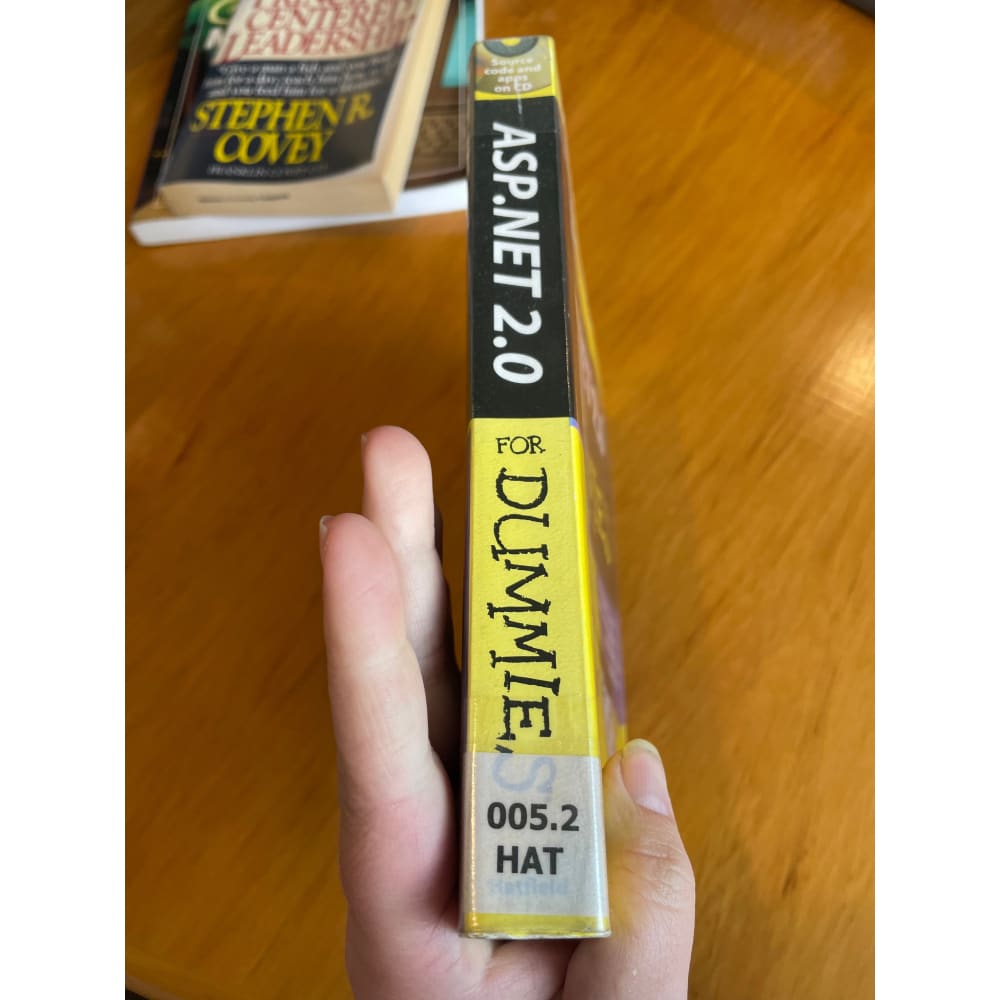 CENTERED
LEADERSHIP
STEPHEN R.
COVEY
Source
code and
apps
on CD
ASP.NET 2.0
FOR
DUMMIES
005.2
HAT
Hatfield